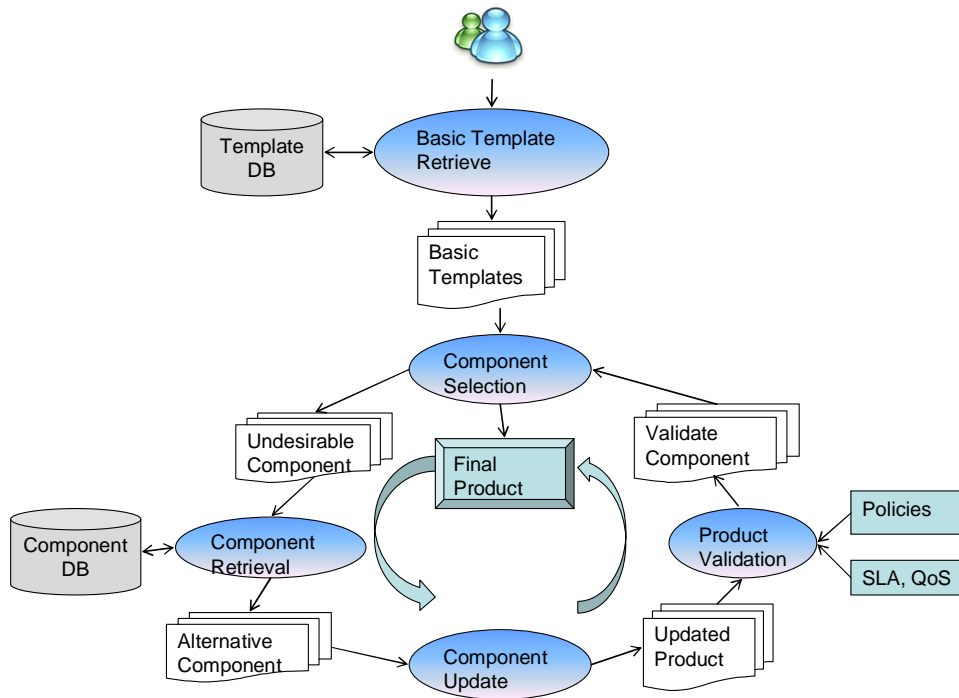 Basic Template
Retrieve
Template
DB
Basic
Templates
Component
Selection
Undesirable
Component
Final
Product
Validate
Component
Component
DB
Component
Retrieval
Product
Validation
Policies
SLA, QoS
Alternative
Component
Component
Update
Updated
Product